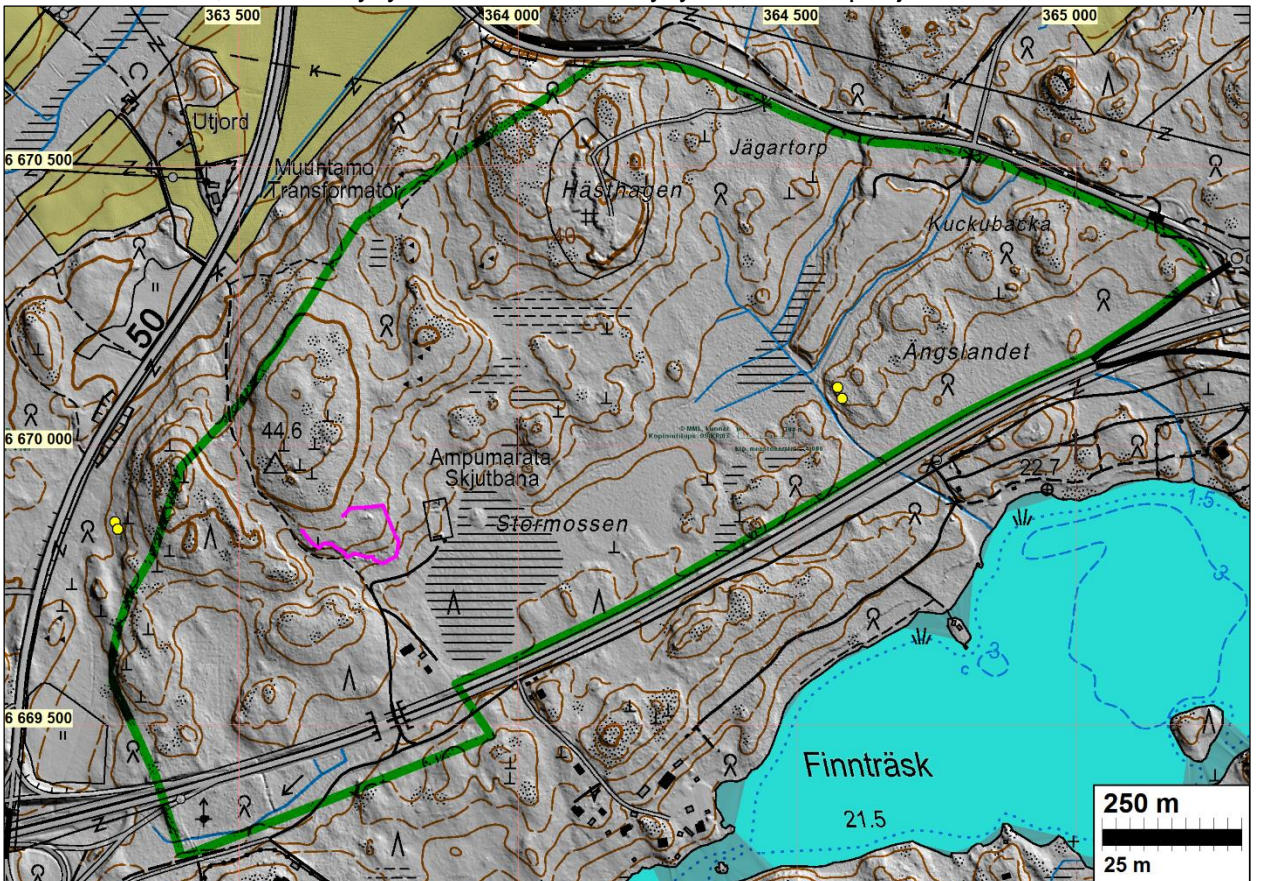 363 500
364 000
364 500
365 000
Utjord
K
Z
6 670 500
Muuntamo
Transformator
Jägartorp
Hästhagen
Kuckubacka
40
50
Ängslandet
44.6
6 670 000
Ampumarata
Skjutbana
Stormossen
22.7
1.5
3
3
6 669 500
Finnträsk
21.5
250 m
25 m